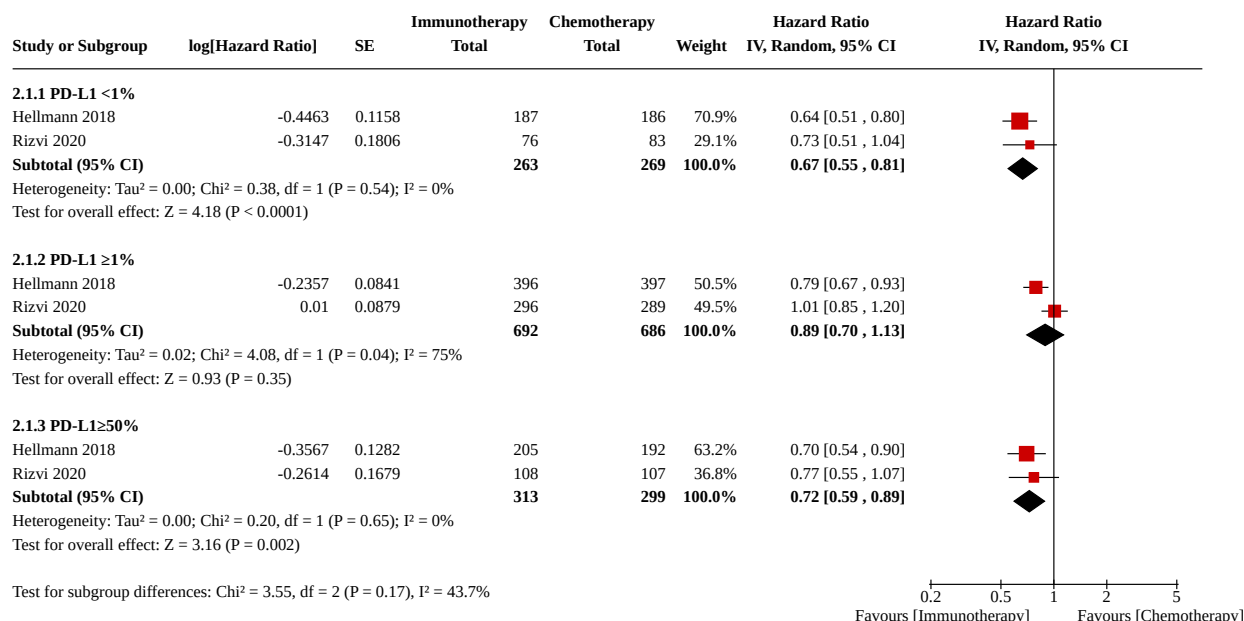 Immunotherapy Chemotherapy Hazard Ratio Hazard Ratio
Study or Subgroup log[Hazard Ratio] SE Total Total Weight IV, Random, 95% CI IV, Random, 95% CI
2.1.1 PD-L1 <1%
Hellmann 2018 -0.4463 0.1158 187 186 70.9% 0.64 [0.51 , 0.80]
Rizvi 2020 -0.3147 0.1806 76 83 29.1% 0.73 [0.51 , 1.04]
Subtotal (95% CI) 263 269 100.0% 0.67 [0.55 , 0.81]
Heterogeneity: Tau² = 0.00; Chi² = 0.38, df = 1 (P = 0.54); I² = 0%
Test for overall effect: Z = 4.18 (P < 0.0001)
2.1.2 PD-L1 ≥1%
Hellmann 2018 -0.2357 0.0841 396 397 50.5% 0.79 [0.67 , 0.93]
Rizvi 2020 0.01 0.0879 296 289 49.5% 1.01 [0.85 , 1.20]
Subtotal (95% CI) 692 686 100.0% 0.89 [0.70 , 1.13]
Heterogeneity: Tau² = 0.02; Chi² = 4.08, df = 1 (P = 0.04); I² = 75%
Test for overall effect: Z = 0.93 (P = 0.35)
2.1.3 PD-L1≥50%
Hellmann 2018 -0.3567 0.1282 205 192 63.2% 0.70 [0.54 , 0.90]
Rizvi 2020 -0.2614 0.1679 108 107 36.8% 0.77 [0.55 , 1.07]
Subtotal (95% CI) 313 299 100.0% 0.72 [0.59 , 0.89]
Heterogeneity: Tau² = 0.00; Chi² = 0.20, df = 1 (P = 0.65); I² = 0%
Test for overall effect: Z = 3.16 (P = 0.002)
Test for subgroup differences: Chi² = 3.55, df = 2 (P = 0.17), I² = 43.7%
0.2 0.5 1 2 5
Favours [Immunotherapy] Favours [Chemotherapy]